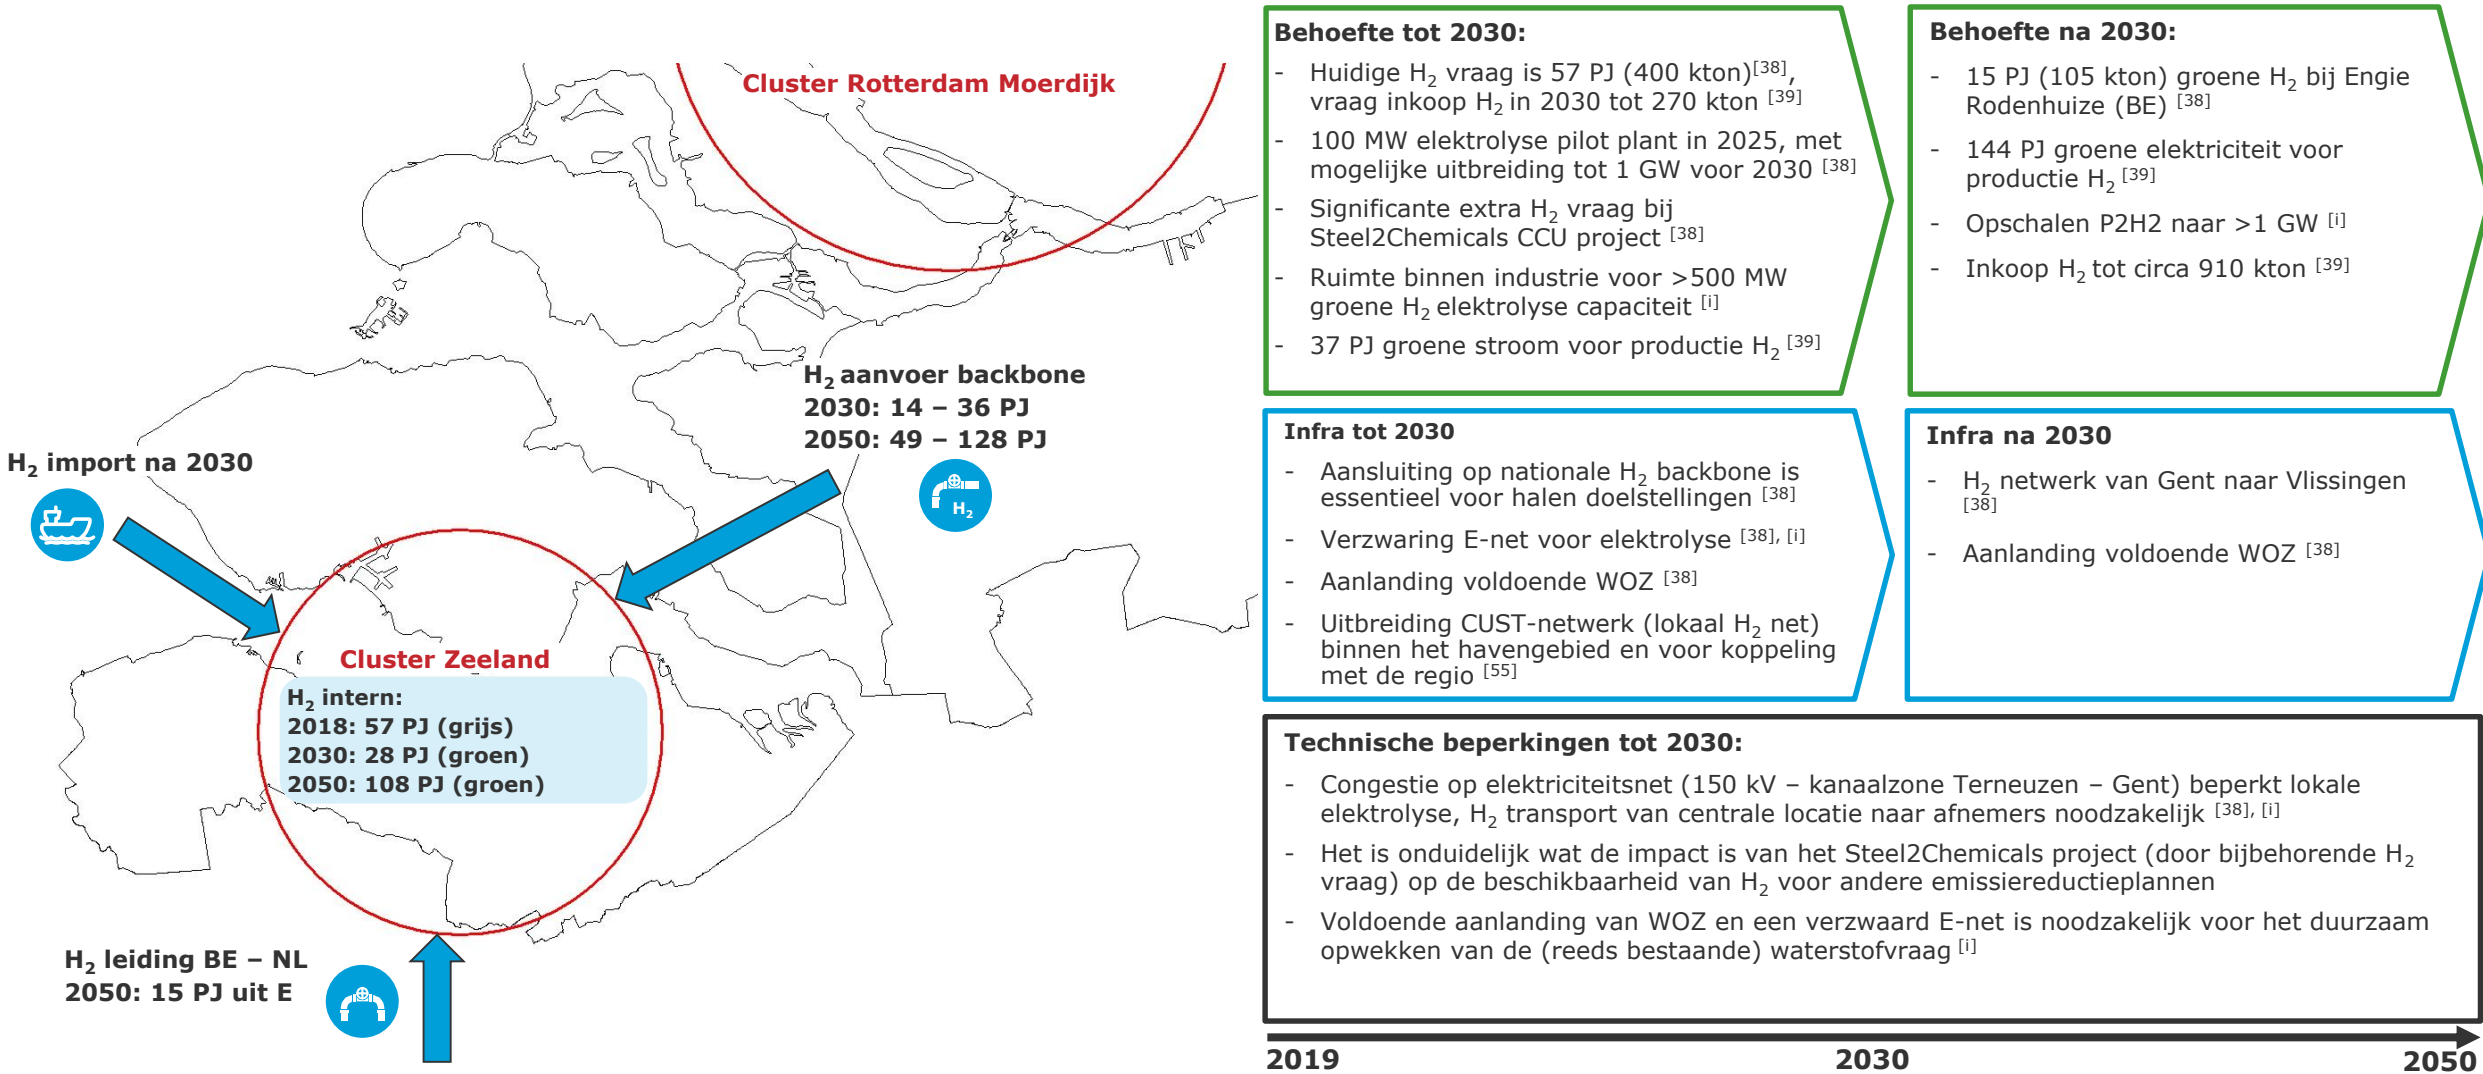 Cluster Rotterdam Moerdijk
H₂ aanvoer backbone
2030: 14 – 36 PJ
2050: 49 – 128 PJ
H₂
H₂ import na 2030
Cluster Zeeland
H₂ intern:
2018: 57 PJ (grijs)
2030: 28 PJ (groen)
2050: 108 PJ (groen)
H₂ leiding BE – NL
2050: 15 PJ uit E
Behoefte tot 2030:
- Huidige H₂ vraag is 57 PJ (400 kton)[38],
vraag inkoop H₂ in 2030 tot 270 kton [39]
- 100 MW elektrolyse pilot plant in 2025, met
mogelijke uitbreiding tot 1 GW voor 2030 [38]
- Significante extra H₂ vraag bij
Steel2Chemicals CCU project [38]
- Ruimte binnen industrie voor >500 MW
groene H₂ elektrolyse capaciteit [i]
- 37 PJ groene stroom voor productie H₂ [39]
Behoefte na 2030:
- 15 PJ (105 kton) groene H₂ bij Engie
Rodenhuize (BE) [38]
- 144 PJ groene elektriciteit voor
productie H₂ [39]
- Opschalen P2H2 naar >1 GW [i]
- Inkoop H₂ tot circa 910 kton [39]
Infra tot 2030
- Aansluiting op nationale H₂ backbone is
essentieel voor halen doelstellingen [38]
- Verzwaring E-net voor elektrolyse [38], [i]
- Aanlanding voldoende WOZ [38]
- Uitbreiding CUST-netwerk (lokaal H₂ net)
binnen het havengebied en voor koppeling
met de regio [55]
Infra na 2030
- H₂ netwerk van Gent naar Vlissingen
[38]
- Aanlanding voldoende WOZ [38]
Technische beperkingen tot 2030:
- Congestie op elektriciteitsnet (150 kV – kanaalzone Terneuzen – Gent) beperkt lokale
elektrolyse, H₂ transport van centrale locatie naar afnemers noodzakelijk [38], [i]
- Het is onduidelijk wat de impact is van het Steel2Chemicals project (door bijbehorende H₂
vraag) op de beschikbaarheid van H₂ voor andere emissiereductieplannen
- Voldoende aanlanding van WOZ en een verzwaard E-net is noodzakelijk voor het duurzaam
opwekken van de (reeds bestaande) waterstofvraag [i]
2019 2030 2050